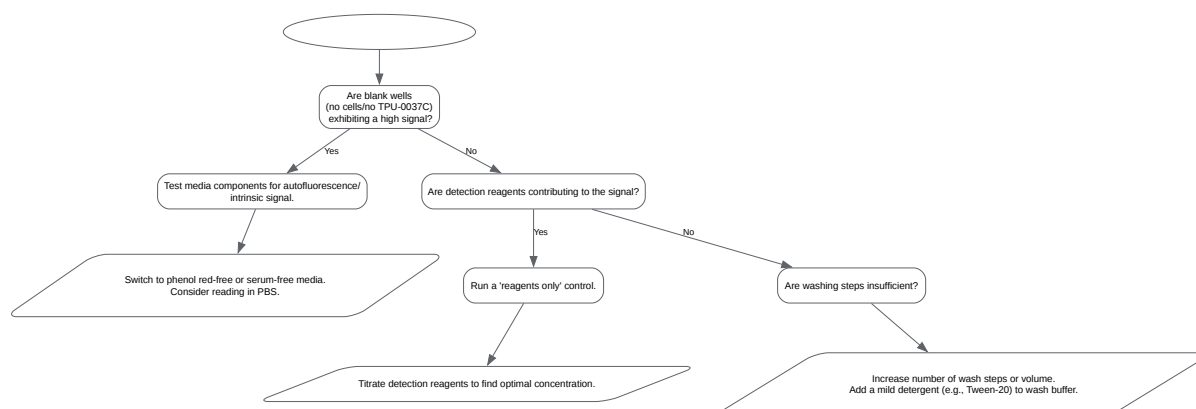 Are blank wells
(no cells/no TPU-0037C)
exhibiting a high signal?
Yes
No
Test media components for autofluorescence/
intrinsic signal.
Are detection reagents contributing to the signal?
Yes
No
Switch to phenol red-free or serum-free media.
Consider reading in PBS.
Run a 'reagents only' control.
Are washing steps insufficient?
Titrate detection reagents to find optimal concentration.
Increase number of wash steps or volume.
Add a mild detergent (e.g., Tween-20) to wash buffer.